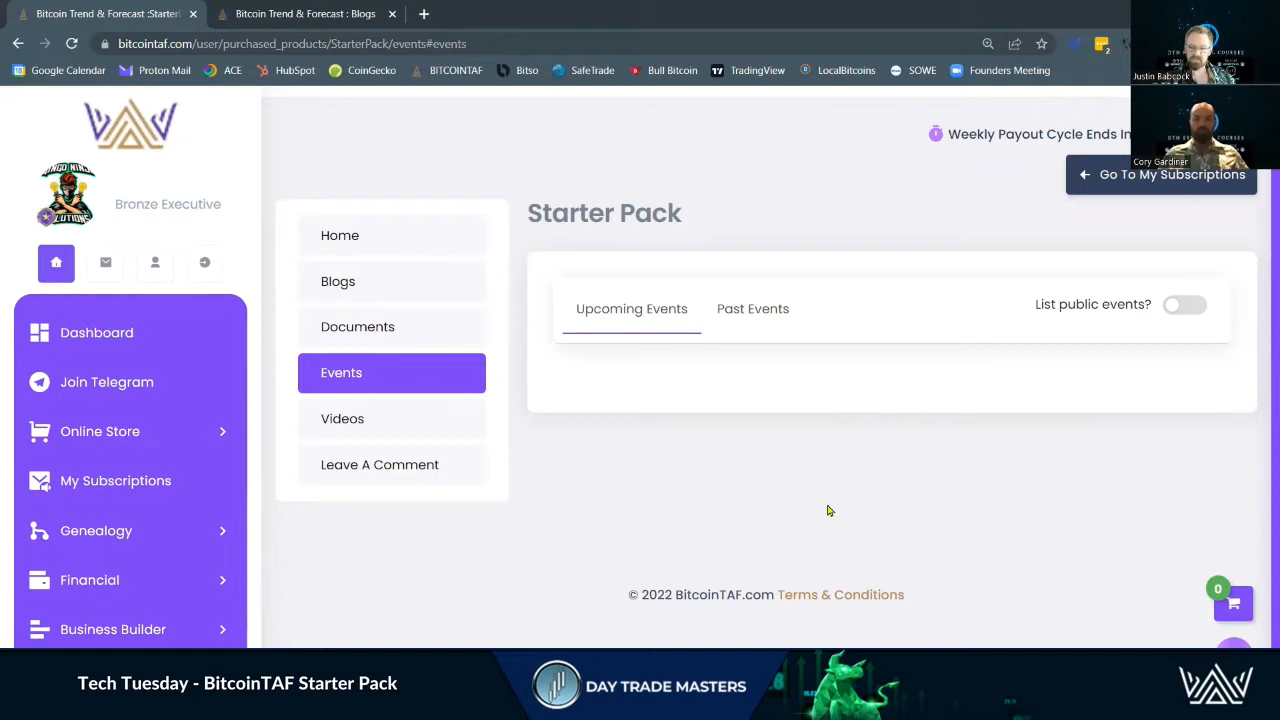 Bitcoin Trend & Forecast :Starter
Bitcoin Trend & Forecast : Blogs
bitcointaf.com/user/purchased_products/StarterPack/events#events
2
Google Calendar
Proton Mail
ACE
HubSpot
CoinGecko
BITCOINTAF
Bitso
SafeTrade
Bull Bitcoin
TradingView
LocalBitcoins
SOWE
Founders Meeting
Justin Babcock
Cory Gardiner
Weekly Payout Cycle Ends In
Go To My Subscriptions
Bronze Executive
Dashboard
Join Telegram
Online Store
My Subscriptions
Genealogy
Financial
Business Builder
Home
Blogs
Documents
Events
Videos
Leave A Comment
Starter Pack
Upcoming Events
Past Events
List public events?
© 2022 BitcoinTAF.com Terms & Conditions
0
Tech Tuesday - BitcoinTAF Starter Pack
DAY TRADE MASTERS